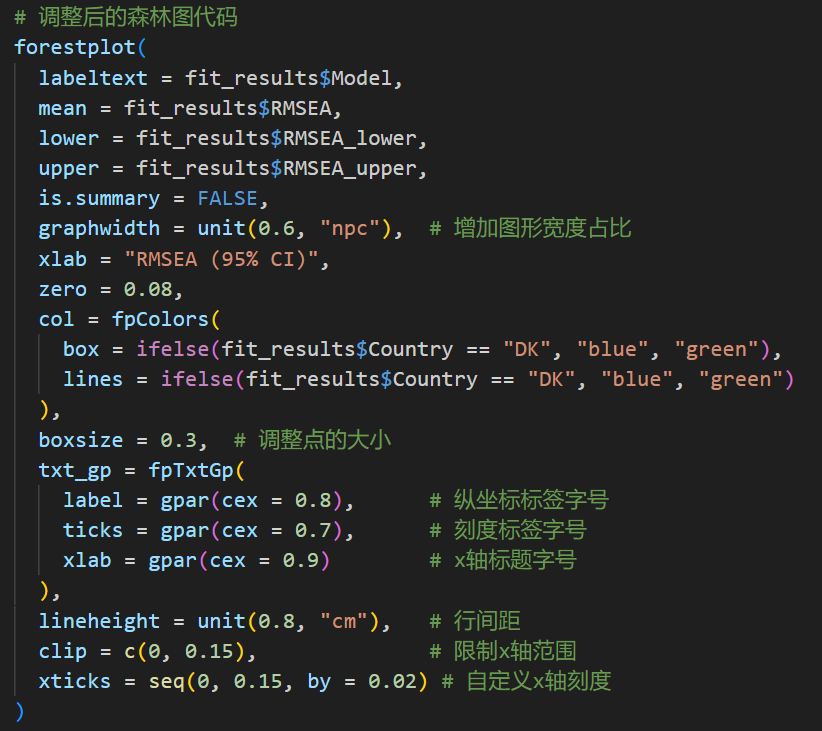 # 调整后的森林图代码
forestplot(
  labeltext = fit_results$Model,
  mean = fit_results$RMSEA,
  lower = fit_results$RMSEA_lower,
  upper = fit_results$RMSEA_upper,
  is.summary = FALSE,
  graphwidth = unit(0.6, "npc"),  # 增加图形宽度占比
  xlab = "RMSEA (95% CI)",
  zero = 0.08,
  col = fpColors(
    box = ifelse(fit_results$Country == "DK", "blue", "green"),
    lines = ifelse(fit_results$Country == "DK", "blue", "green")
  ),
  boxsize = 0.3,  # 调整点的大小
  txt_gp = fpTxtGp(
    label = gpar(cex = 0.8),      # 纵坐标标签字号
    ticks = gpar(cex = 0.7),      # 刻度标签字号
    xlab = gpar(cex = 0.9)        # x轴标题字号
  ),
  lineheight = unit(0.8, "cm"),   # 行间距
  clip = c(0, 0.15),              # 限制x轴范围
  xticks = seq(0, 0.15, by = 0.02) # 自定义x轴刻度
)